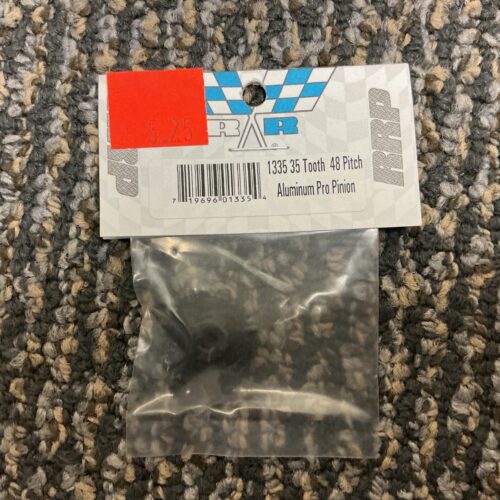 5.25
R R
RRP
RRP
1335 35 Tooth 48 Pitch
Aluminum Pro Pinion
7 19696 01335 4